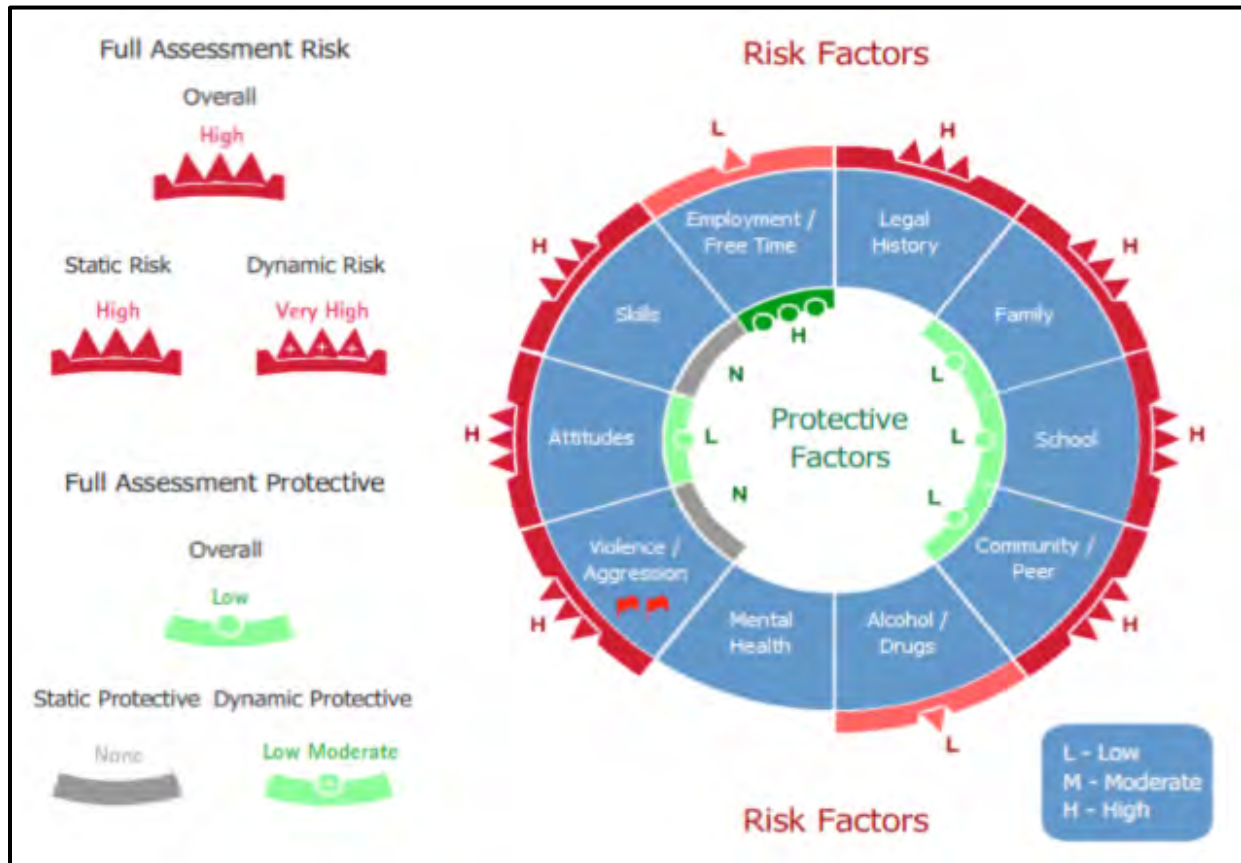 Full Assessment Risk
Overall
High
Static Risk
Dynamic Risk
High
Very High
Full Assessment Protective
Overall
Low
Static Protective
Dynamic Protective
None
Low Moderate
Risk Factors
L
H
H
H
H
L
H
H
H
Employment /
Free Time
Legal
History
Family
School
Community /
Peer
Alcohol /
Drugs
Mental
Health
Violence /
Aggression
Attitudes
Skills
H
L
L
L
N
L
N
Protective
Factors
Risk Factors
L - Low
M - Moderate
H - High